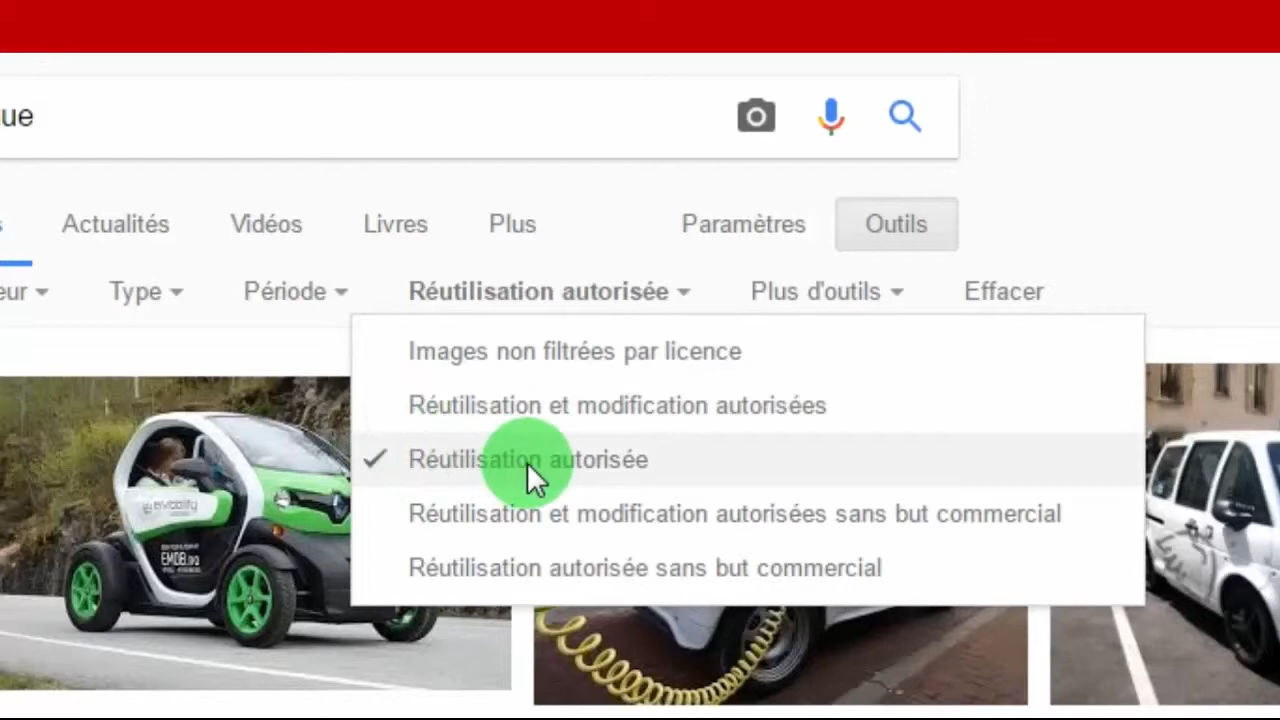 ue
Actualités Vidéos Livres Plus Paramètres Outils
eur Type Période Réutilisation autorisée Plus d'outils Effacer
Images non filtrées par licence
Réutilisation et modification autorisées
Réutilisation autorisée
Réutilisation et modification autorisées sans but commercial
Réutilisation autorisée sans but commercial